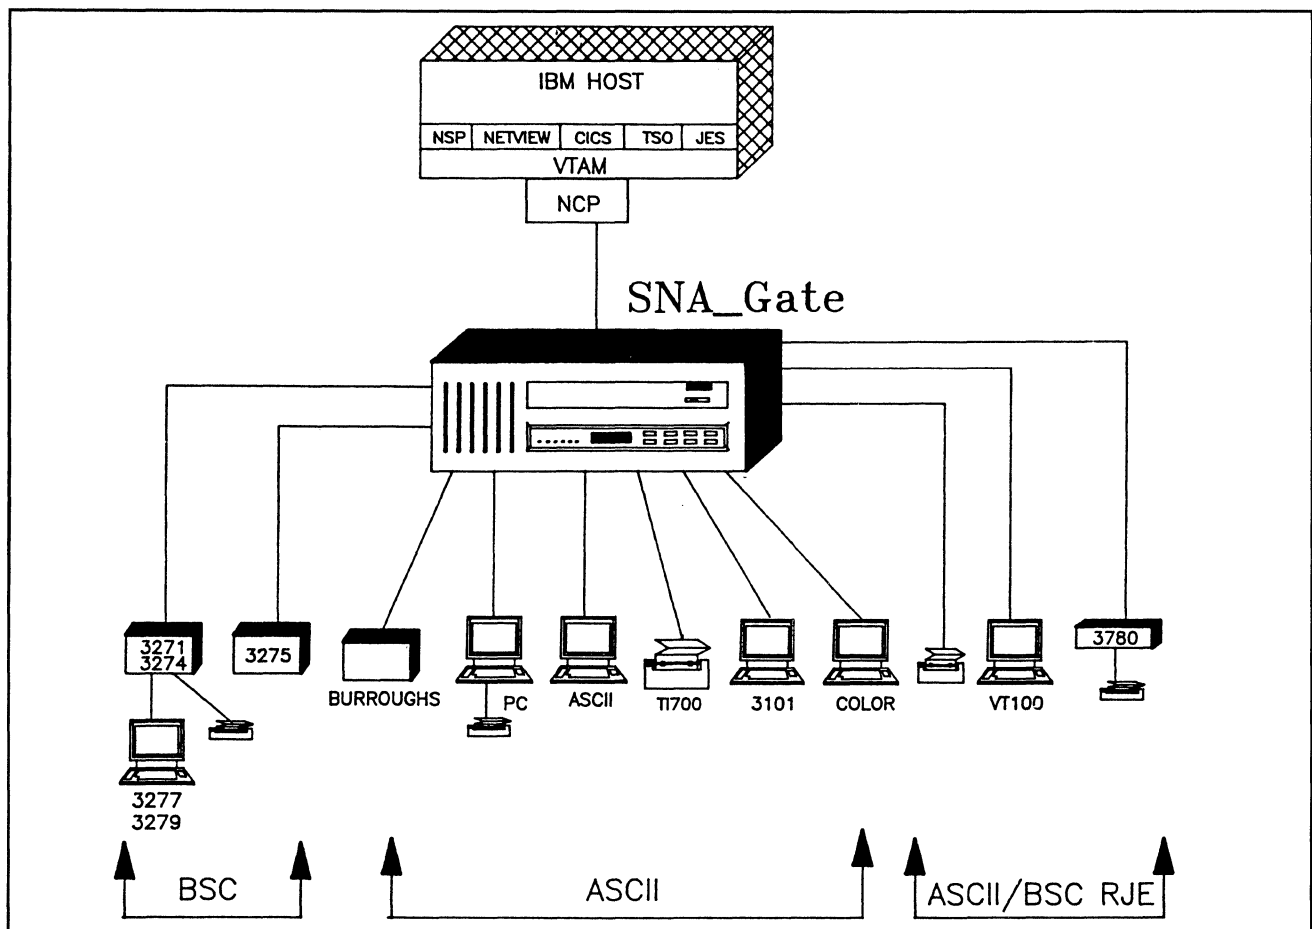 IBM HOST
NSP NETVIEW CICS TSO JES
VTAM
NCP
SNA_Gate
3271
3274
3275
3780
BURROUGHS
PC
ASCII
TI700
3101
COLOR
VT100
3277
3279
BSC
ASCII
ASCII/BSC RJE